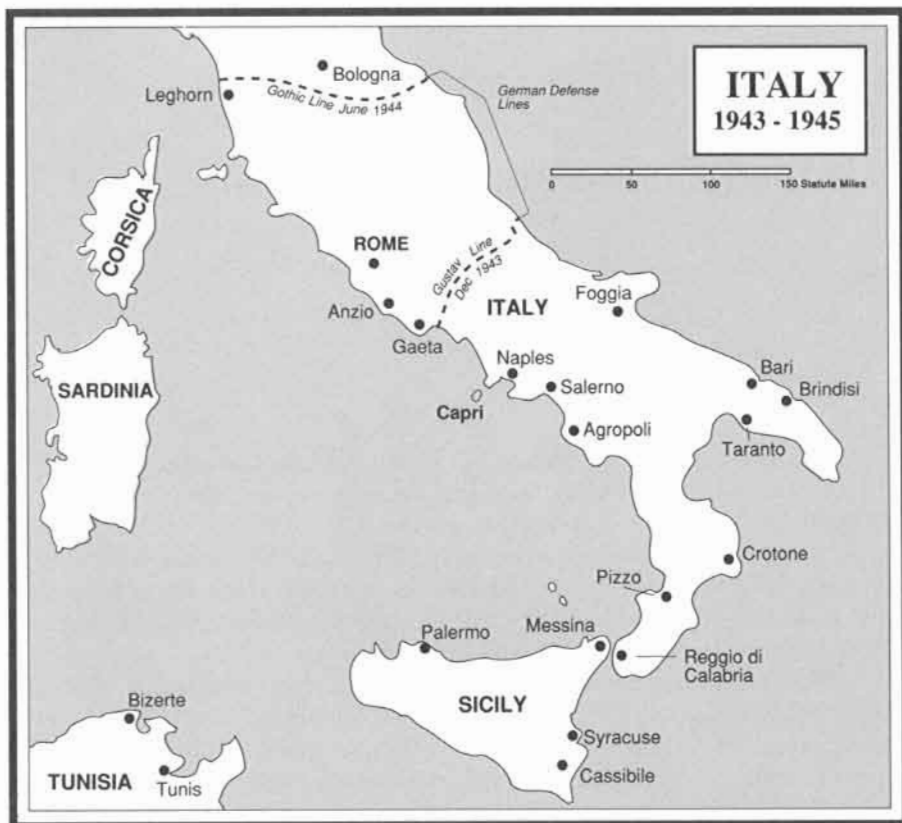 ITALY
1943 - 1945
0 50 100 150 Statute Miles
German Defense
Lines
Bologna
Leghorn
Gothic Line June 1944
CORSICA
ROME
Gustav Line
Dec 1943
Anzio
ITALY
Foggia
Gaeta
SARDINIA
Naples
Bari
Salerno
Brindisi
Capri
Agropoli
Taranto
Crotone
Pizzo
Palermo
Messina
Reggio di
Calabria
Bizerte
SICILY
Syracuse
Cassibile
TUNISIA
Tunis